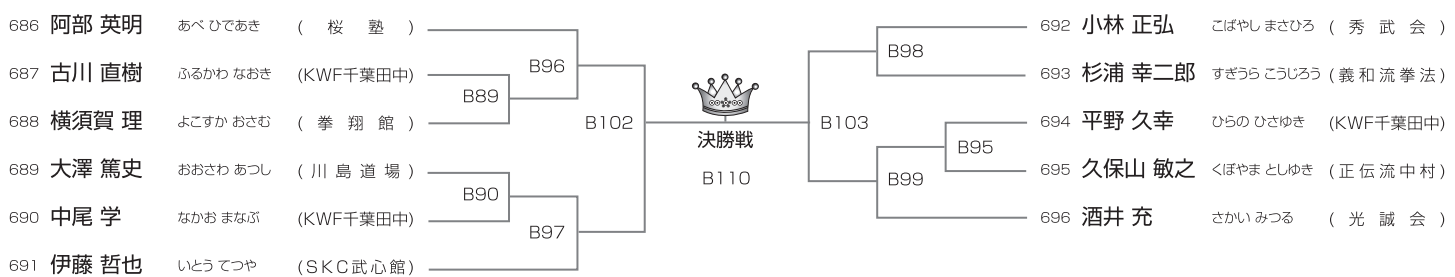 686 阿部 英明 あべ ひであき ( 桜 塾 )
687 古川 直樹 ふるかわ なおき (KWF千葉田中)
688 横須賀 理 よこすか おさむ ( 拳 翔 館 )
689 大澤 篤史 おおさわ あつし ( 川 島 道 場 )
690 中尾 学 なかお まなぶ (KWF千葉田中)
691 伊藤 哲也 いとう てつや (SKC武心館)
B96
B89
B102
B90
B97
決勝戦
B110
B98
B103
B95
B99
692 小林 正弘 こばやし まさひろ ( 秀 武 会 )
693 杉浦 幸二郎 すぎうら こうじろう (義和流拳法)
694 平野 久幸 ひらの ひさゆき (KWF千葉田中)
695 久保山 敏之 くぼやま としゆき (正伝流中村)
696 酒井 充 さかい みつる ( 光 誠 会 )